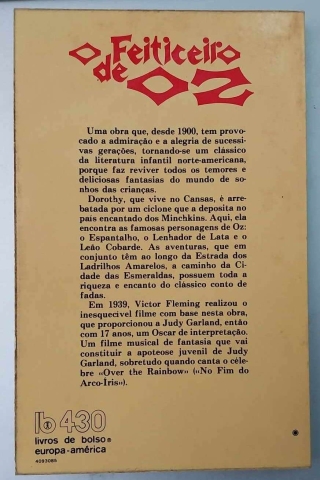 O Feiticeiro
de OZ
Uma obra que, desde 1900, tem provo-
cado a admiração e a alegria de sucessi-
vas gerações, tornando-se um clássico
da literatura infantil norte-americana,
porque faz reviver todos os temores e
deliciosas fantasias do mundo de so-
nhos das crianças.
Dorothy, que vive no Cansas, é arre-
batada por um ciclone que a deposita no
país encantado dos Minchkins. Aqui, ela
encontra as famosas personagens de Oz:
o Espantalho, o Lenhador de Lata e o
Leão Cobarde. As aventuras, que em
conjunto têm ao longo da Estrada dos
Ladrilhos Amarelos, a caminho da Ci-
dade das Esmeraldas, possuem toda a
riqueza e encanto do clássico conto de
fadas.
Em 1939, Victor Fleming realizou o
inesquecível filme com base nesta obra,
que proporcionou a Judy Garland, então
com 17 anos, um Oscar de interpretação.
Um filme musical de fantasia que vai
constituir a apoteose juvenil de Judy
Garland, sobretudo quando canta o céle-
bre «Over the Rainbow» («No Fim do
Arco-Iris»).
lb 430
livros de bolso
europa-américa